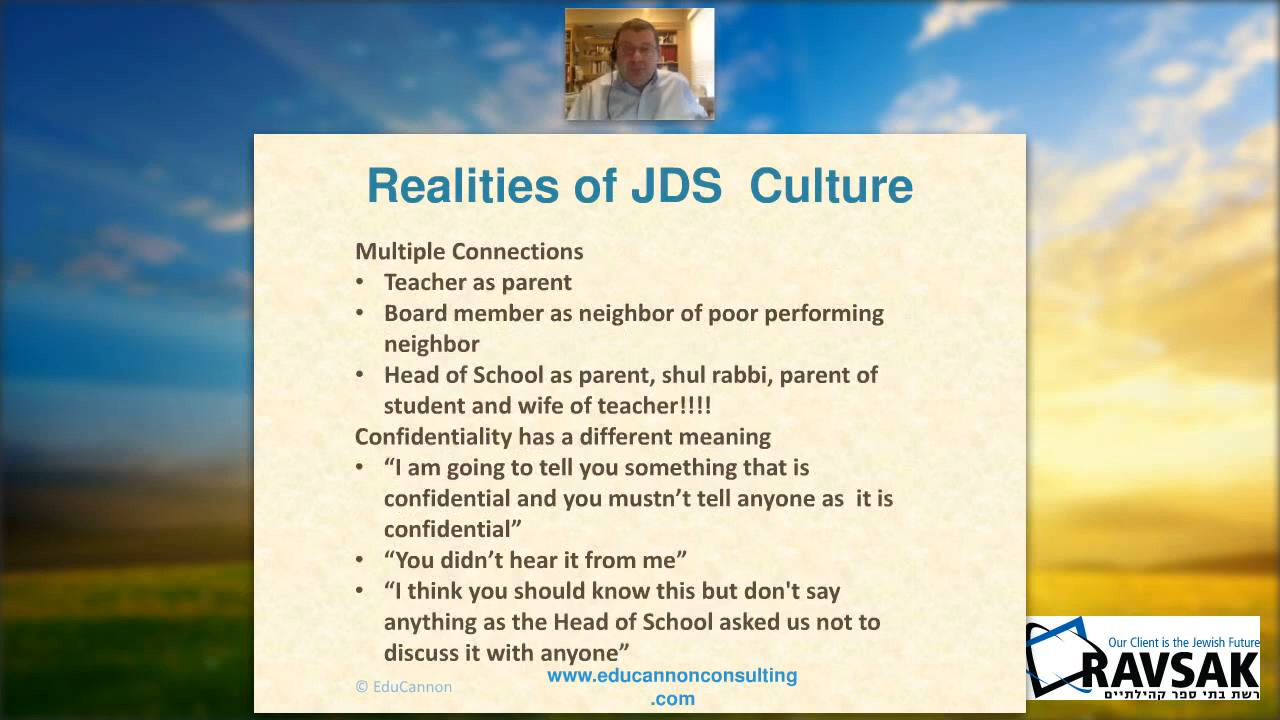 Realities of JDS  Culture
Multiple Connections
• Teacher as parent
• Board member as neighbor of poor performing
neighbor
• Head of School as parent, shul rabbi, parent of
student and wife of teacher!!!!
Confidentiality has a different meaning
• “I am going to tell you something that is
confidential and you mustn’t tell anyone as  it is
confidential”
• “You didn’t hear it from me”
• “I think you should know this but don't say
anything as the Head of School asked us not to
discuss it with anyone”
www.educannonconsulting
.com
© EduCannon
Our Client is the Jewish Future
RAVSAK
רשת בתי ספר קהילתיים